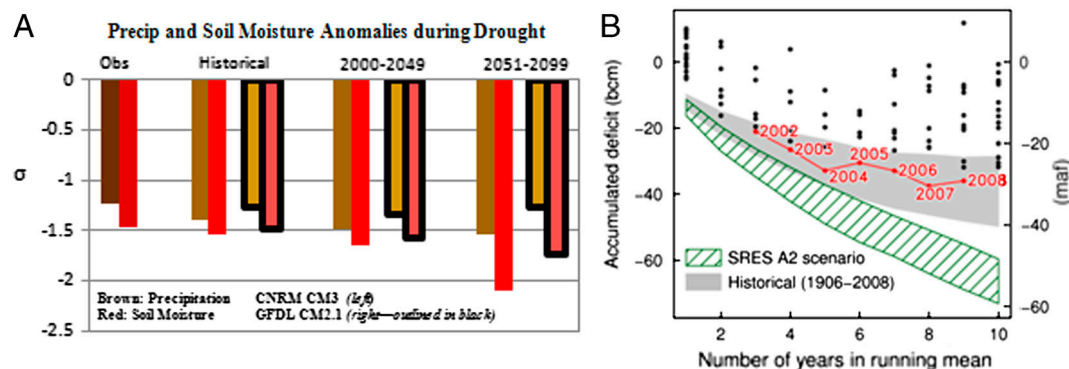 A
Precip and Soil Moisture Anomalies during Drought
Obs Historical 2000-2049 2051-2099
0
-0.5
-1
-1.5
-2
-2.5
σ
Brown: Precipitation CNRM CM3 (left)
Red: Soil Moisture GFDL CM2.1 (right—outlined in black)
B
Accumulated deficit (bcm)
0
-20
-40
-60
2002
2003
2004
2005
2006
2007
2008
SRES A2 scenario
Historical (1906-2008)
0
-20
-40
-60
(maf)
2 4 6 8 10
Number of years in running mean